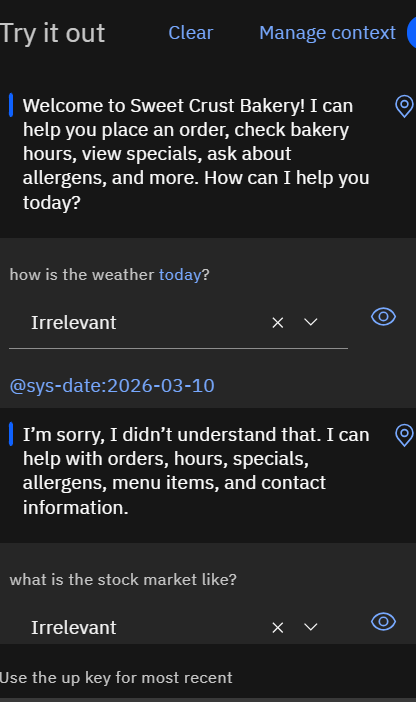 Try it out Clear Manage context
Welcome to Sweet Crust Bakery! I can
help you place an order, check bakery
hours, view specials, ask about
allergens, and more. How can I help you
today?
how is the weather today?
Irrelevant
@sys-date:2026-03-10
I'm sorry, I didn't understand that. I can
help with orders, hours, specials,
allergens, menu items, and contact
information.
what is the stock market like?
Irrelevant
Use the up key for most recent